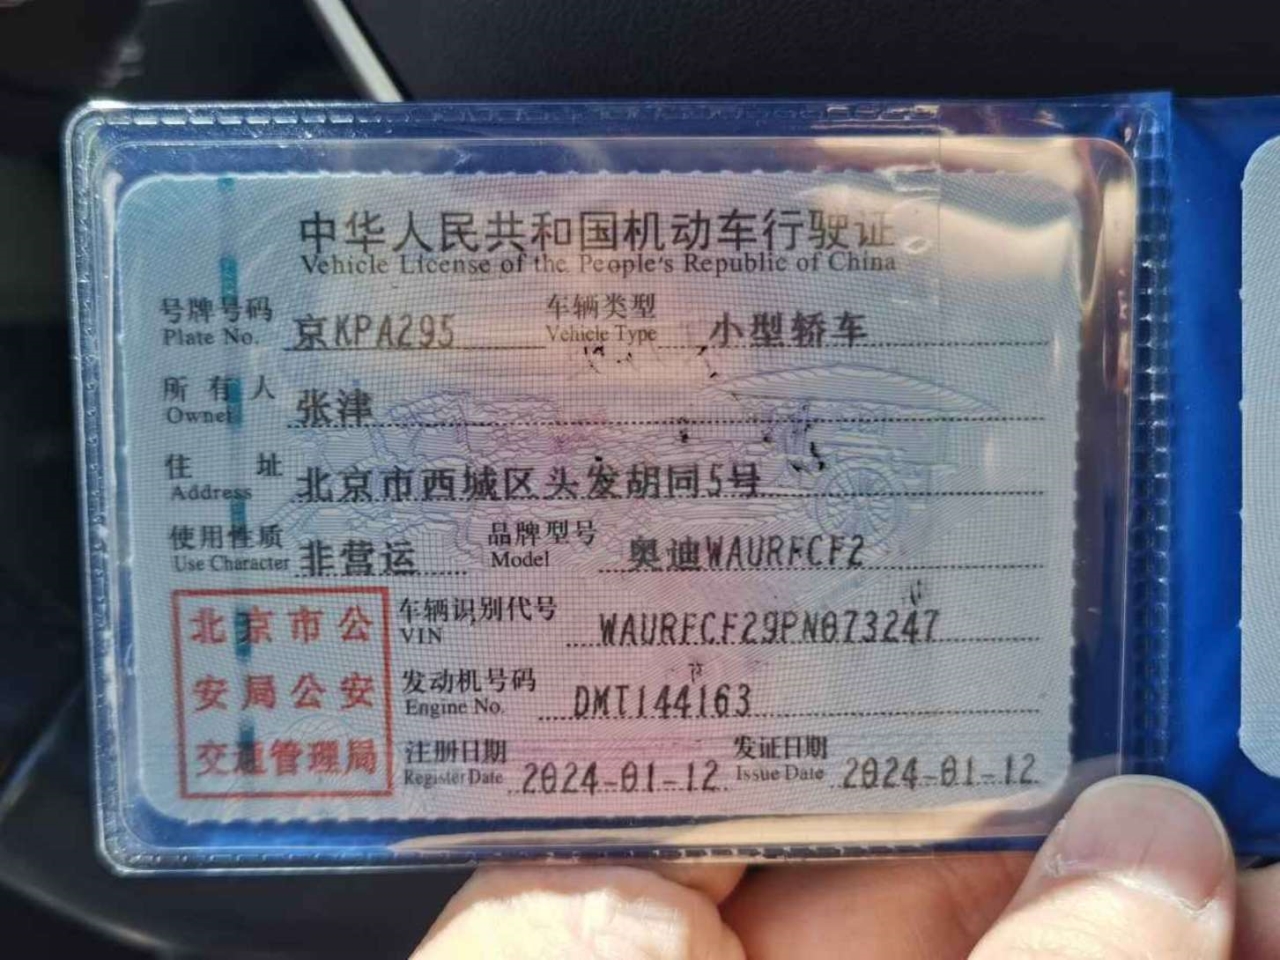 中华人民共和国机动车行驶证
Vehicle License of the People's Republic of China
号牌号码 京KPA295 车辆类型 小型轿车
Plate No. Vehicle Type
所有人 张津
Owner
住址 北京市西城区头发胡同5号
Address
使用性质 非营运 品牌型号 奥迪WAURFCF2
Use Character Model
北京市公
安局公安
交通管理局
车辆识别代号 WAURFCF29PN073247
VIN
发动机号码 DMT144163
Engine No.
注册日期 2024-01-12 发证日期 2024-01-12
Register Date Issue Date